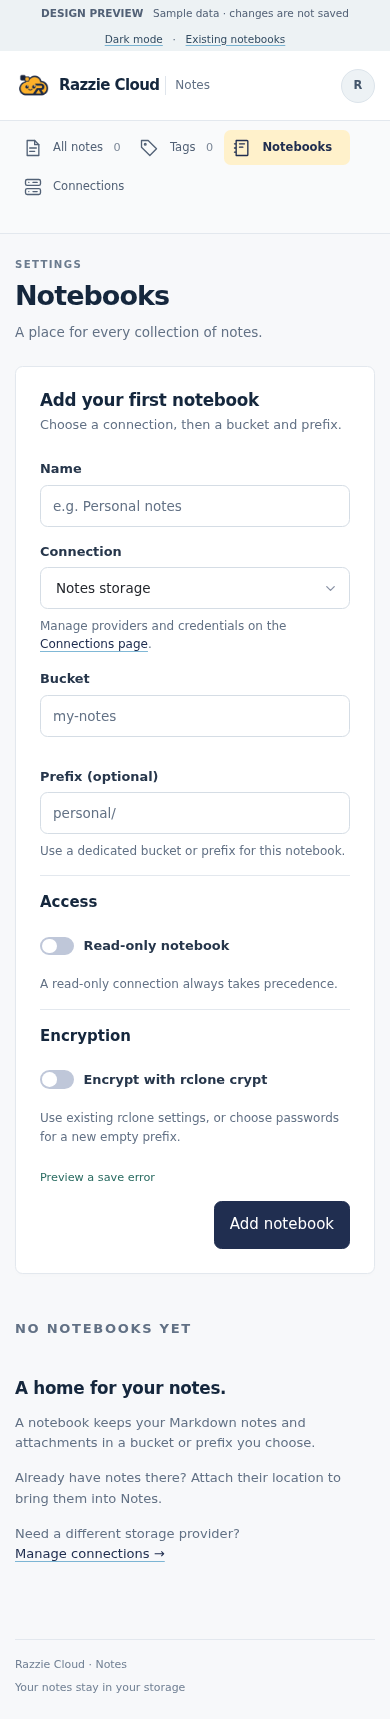 DESIGN PREVIEW Sample data · changes are not saved
Dark mode · Existing notebooks
Razzie Cloud Notes R
All notes 0 Tags 0 Notebooks
Connections
SETTINGS
Notebooks
A place for every collection of notes.
Add your first notebook
Choose a connection, then a bucket and prefix.
Name
e.g. Personal notes
Connection
Notes storage
Manage providers and credentials on the
Connections page.
Bucket
my-notes
Prefix (optional)
personal/
Use a dedicated bucket or prefix for this notebook.
Access
Read-only notebook
A read-only connection always takes precedence.
Encryption
Encrypt with rclone crypt
Use existing rclone settings, or choose passwords
for a new empty prefix.
Preview a save error
Add notebook
NO NOTEBOOKS YET
A home for your notes.
A notebook keeps your Markdown notes and
attachments in a bucket or prefix you choose.
Already have notes there? Attach their location to
bring them into Notes.
Need a different storage provider?
Manage connections →
Razzie Cloud · Notes
Your notes stay in your storage